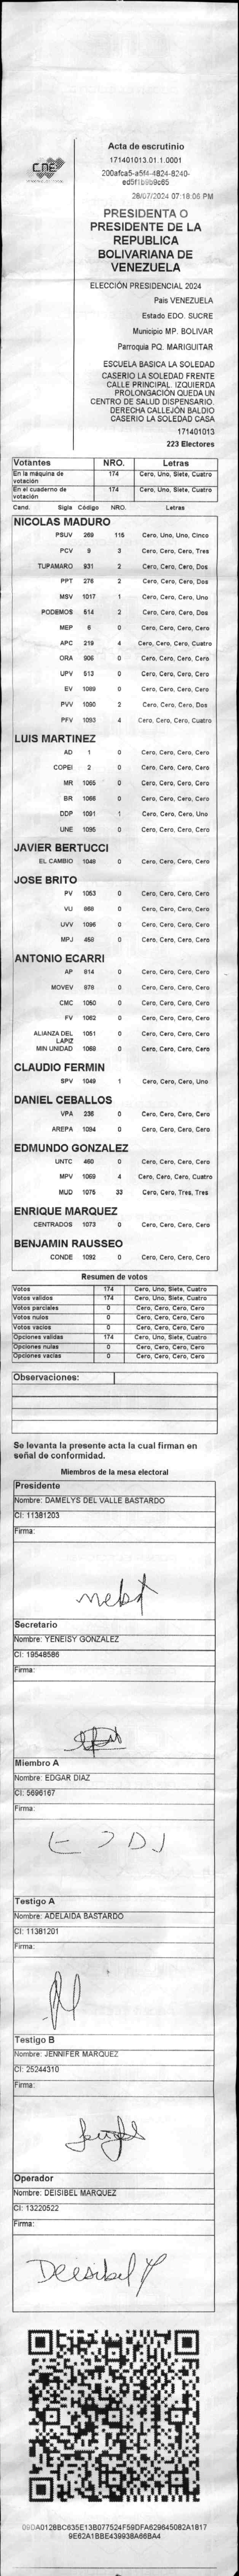 CNE
Acta de escrutinio
171401013.01.1.0001
200afca5-a5f4-4824-8240-
ed5f1b9b9c65
28/07/2024 07:18:06 PM
PRESIDENTA O
PRESIDENTE DE LA
REPUBLICA
BOLIVARIANA DE
VENEZUELA
ELECCIÓN PRESIDENCIAL 2024
Pais VENEZUELA
Estado EDO. SUCRE
Municipio MP. BOLIVAR
Parroquia PQ. MARIGUITAR
ESCUELA BASICA LA SOLEDAD
CASERIO LA SOLEDAD FRENTE
CALLE PRINCIPAL. IZQUIERDA
PROLONGACIÓN QUEDA UN
CENTRO DE SALUD DISPENSARIO.
DERECHA CALLEJÓN BALDIO
CASERIO LA SOLEDAD CASA
171401013
223 Electores
Votantes NRO. Letras
En la máquina de votación 174 Cero, Uno, Siete, Cuatro
En el cuaderno de votación 174 Cero, Uno, Siete, Cuatro
Cand. Sigla Código NRO. Letras
NICOLAS MADURO
PSUV 269 115 Cero, Uno, Uno, Cinco
PCV 9 3 Cero, Cero, Cero, Tres
TUPAMARO 931 2 Cero, Cero, Cero, Dos
PPT 276 2 Cero, Cero, Cero, Dos
MSV 1017 1 Cero, Cero, Cero, Uno
PODEMOS 514 2 Cero, Cero, Cero, Dos
MEP 6 0 Cero, Cero, Cero, Cero
APC 219 4 Cero, Cero, Cero, Cuatro
ORA 906 0 Cero, Cero, Cero, Cero
UPV 513 0 Cero, Cero, Cero, Cero
EV 1089 0 Cero, Cero, Cero, Cero
PVV 1090 2 Cero, Cero, Cero, Dos
PFV 1093 4 Cero, Cero, Cero, Cuatro
LUIS MARTINEZ
AD 1 0 Cero, Cero, Cero, Cero
COPEI 2 0 Cero, Cero, Cero, Cero
MR 1065 0 Cero, Cero, Cero, Cero
BR 1066 0 Cero, Cero, Cero, Cero
DDP 1091 1 Cero, Cero, Cero, Uno
UNE 1095 0 Cero, Cero, Cero, Cero
JAVIER BERTUCCI
EL CAMBIO 1048 0 Cero, Cero, Cero, Cero
JOSE BRITO
PV 1053 0 Cero, Cero, Cero, Cero
VU 868 0 Cero, Cero, Cero, Cero
UVV 1096 0 Cero, Cero, Cero, Cero
MPJ 458 0 Cero, Cero, Cero, Cero
ANTONIO ECARRI
AP 814 0 Cero, Cero, Cero, Cero
MOVEV 878 0 Cero, Cero, Cero, Cero
CMC 1050 0 Cero, Cero, Cero, Cero
FV 1062 0 Cero, Cero, Cero, Cero
ALIANZA DEL LAPIZ 1051 0 Cero, Cero, Cero, Cero
MIN UNIDAD 1068 0 Cero, Cero, Cero, Cero
CLAUDIO FERMIN
SPV 1049 1 Cero, Cero, Cero, Uno
DANIEL CEBALLOS
VPA 236 0 Cero, Cero, Cero, Cero
AREPA 1094 0 Cero, Cero, Cero, Cero
EDMUNDO GONZALEZ
UNTC 460 0 Cero, Cero, Cero, Cero
MPV 1069 4 Cero, Cero, Cero, Cuatro
MUD 1075 33 Cero, Cero, Tres, Tres
ENRIQUE MARQUEZ
CENTRADOS 1073 0 Cero, Cero, Cero, Cero
BENJAMIN RAUSSEO
CONDE 1092 0 Cero, Cero, Cero, Cero
Resumen de votos
Votos 174 Cero, Uno, Siete, Cuatro
Votos validos 174 Cero, Uno, Siete, Cuatro
Votos parciales 0 Cero, Cero, Cero, Cero
Votos nulos 0 Cero, Cero, Cero, Cero
Votos vacios 0 Cero, Cero, Cero, Cero
Opciones validas 174 Cero, Uno, Siete, Cuatro
Opciones nulas 0 Cero, Cero, Cero, Cero
Opciones vacias 0 Cero, Cero, Cero, Cero
Observaciones:
Se levanta la presente acta la cual firman en
señal de conformidad.
Miembros de la mesa electoral
Presidente
Nombre: DAMELYS DEL VALLE BASTARDO
CI: 11381203
Firma:
Secretario
Nombre: YENEISY GONZALEZ
CI: 19548586
Firma:
Miembro A
Nombre: EDGAR DIAZ
CI: 5696167
Firma:
Testigo A
Nombre: ADELAIDA BASTARDO
CI: 11381201
Firma:
Testigo B
Nombre: JENNIFER MARQUEZ
CI: 25244310
Firma:
Operador
Nombre: DEISIBEL MARQUEZ
CI: 13220522
Firma:
Deisibel
09DA0128BC635E13B077524F59DFA629645082A1817
9E62A1BBE439938A66BA4